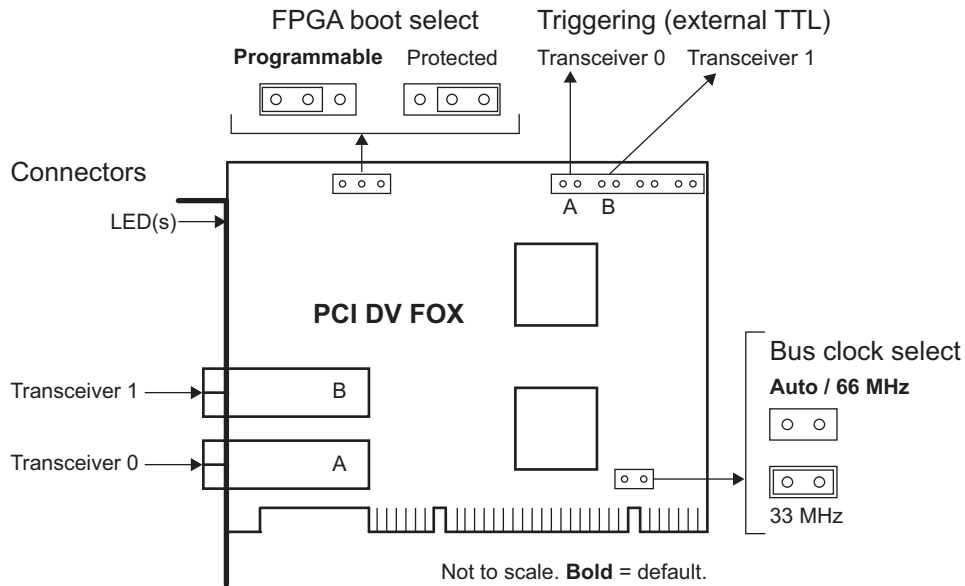 FPGA boot select
Programmable Protected
Triggering (external TTL)
Transceiver 0 Transceiver 1
Connectors
LED(s)
A B
PCI DV FOX
Transceiver 1
B
Transceiver 0
A
Bus clock select
Auto / 66 MHz
33 MHz
Not to scale. Bold = default.